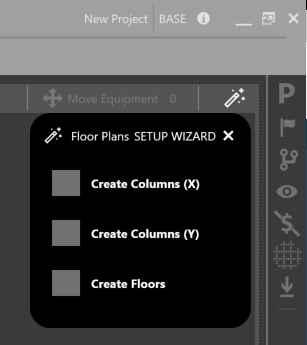 New Project BASE
Move Equipment 0
P
Floor Plans SETUP WIZARD
Create Columns (X)
Create Columns (Y)
Create Floors